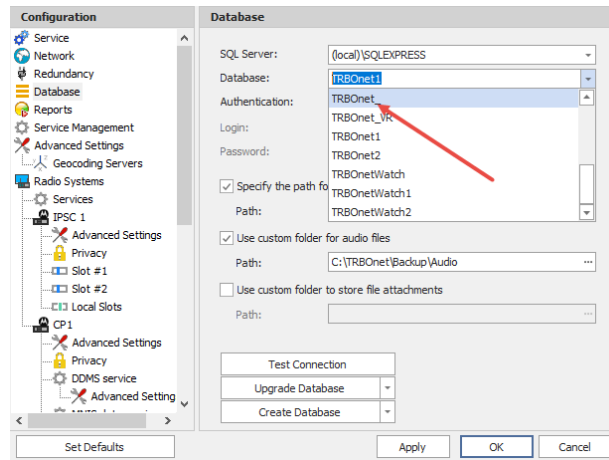 Configuration
Service
Network
Redundancy
Database
Reports
Service Management
Advanced Settings
Geocoding Servers
Radio Systems
Services
IPSC 1
Advanced Settings
Privacy
Slot #1
Slot #2
Local Slots
CP1
Advanced Settings
Privacy
DDMS service
Advanced Setting
Set Defaults
Database
SQL Server:
(local)\SQLEXPRESS
Database:
TRBOnet1
TRBOnet_
TRBOnet_VR
TRBOnet1
TRBOnet2
TRBOnetWatch
TRBOnetWatch1
TRBOnetWatch2
Authentication:
Login:
Password:
Specify the path fo
Path:
Use custom folder for audio files
Path:
C:\TRBOnet\Backup\Audio
...
Use custom folder to store file attachments
Path:
...
Test Connection
Upgrade Database
Create Database
Apply
OK
Cancel